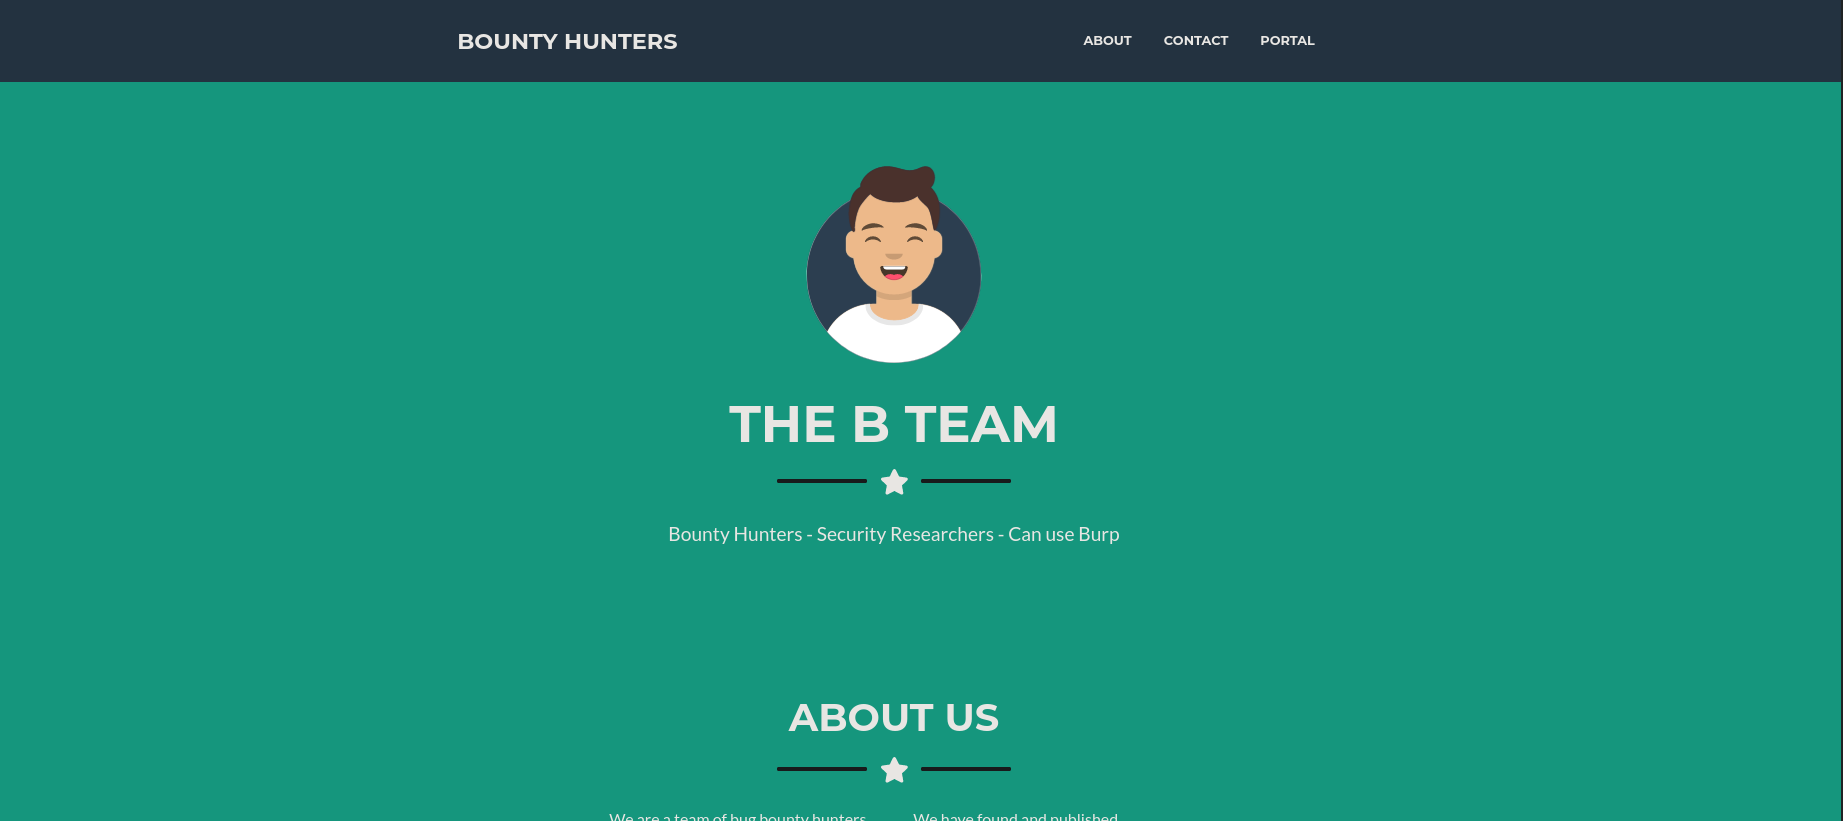 BOUNTY HUNTERS
ABOUT CONTACT PORTAL
THE B TEAM
Bounty Hunters - Security Researchers - Can use Burp
ABOUT US
We are a team of bug bounty hunters
We have found and published